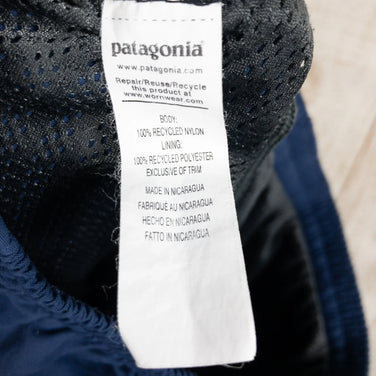 patagonia®
www.patagonia.com
Repair/Reuse/Recycle
this product at
www.wornwear.com
BODY:
100% RECYCLED NYLON
LINING:
100% RECYCLED POLYESTER
EXCLUSIVE OF TRIM
MADE IN NICARAGUA
FABRIQUE AU NICARAGUA
HECHO EN NICARAGUA
FATTO IN NICARAGUA